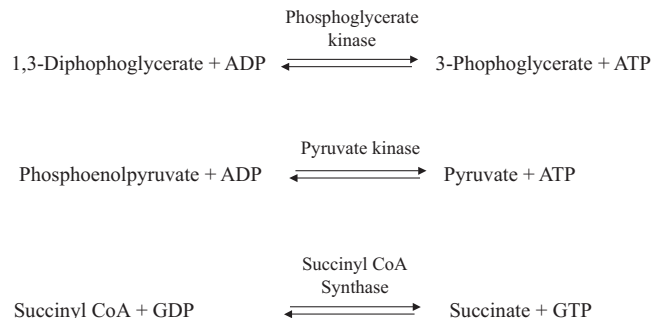 Phosphoglycerate
kinase
1,3-Diphophoglycerate + ADP 3-Phophoglycerate + ATP
Pyruvate kinase
Phosphoenolpyruvate + ADP Pyruvate + ATP
Succinyl CoA
Synthase
Succinyl CoA + GDP Succinate + GTP